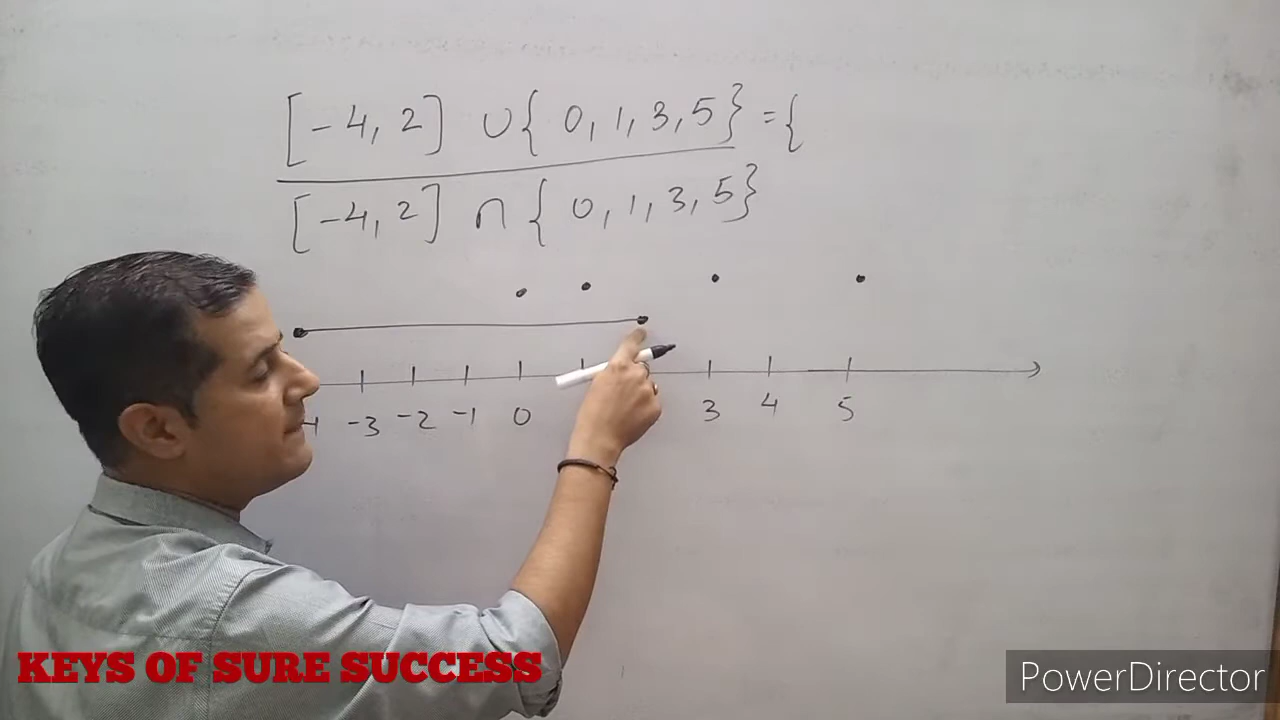 [-4, 2] ∪ { 0, 1, 3, 5} = {
[-4, 2] ∩ { 0, 1, 3, 5}
-3 -2 -1 0 3 4 5
KEYS OF SURE SUCCESS
PowerDirector